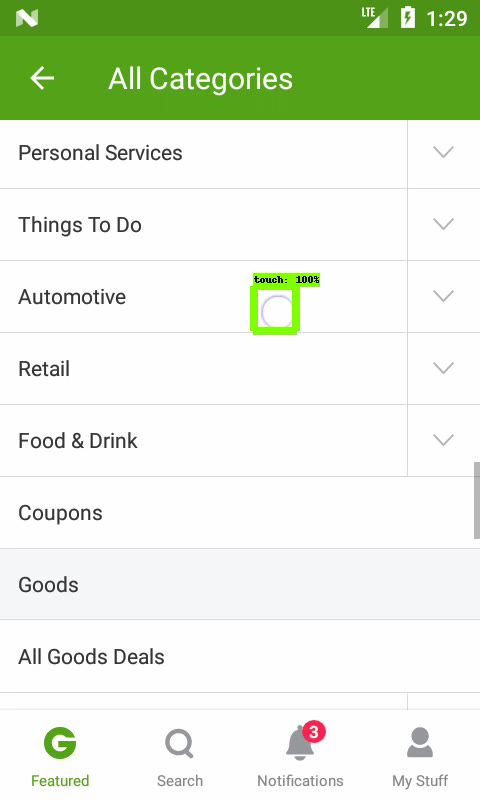 LTE 1:29
All Categories
Personal Services
Things To Do
touch: 100%
Automotive
Retail
Food & Drink
Coupons
Goods
All Goods Deals
3
Featured Search Notifications My Stuff